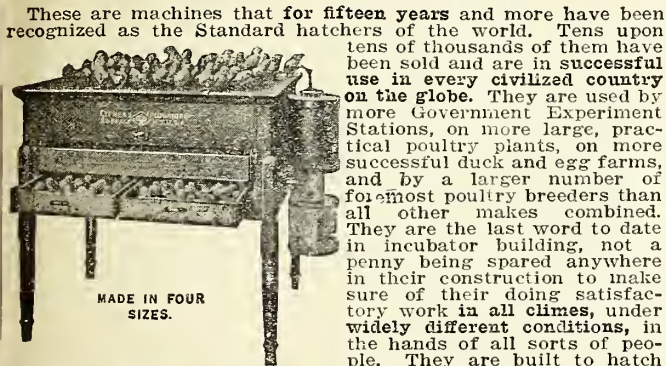 These are machines that for fifteen years and more have been
recognized as the Standard hatchers of the world. Tens upon
tens of thousands of them have
been sold and are in successful
use in every civilized country
on the globe. They are used by
more Government Experiment
Stations, on more large, prac-
tical poultry plants, on more
successful duck and egg farms,
and by a larger number of
foremost poultry breeders than
all other makes combined.
They are the last word to date
in incubator building, not a
penny being spared anywhere
in their construction to make
sure of their doing satisfac-
tory work in all climes, under
widely different conditions, in
the hands of all sorts of peo-
ple. They are built to hatch
MADE IN FOUR
SIZES.